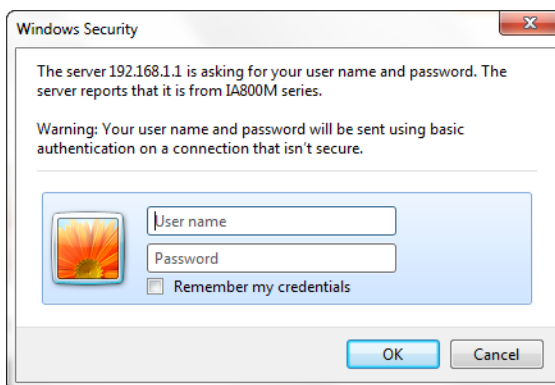 Windows Security
The server 192.168.1.1 is asking for your user name and password. The
server reports that it is from IA800M series.
Warning: Your user name and password will be sent using basic
authentication on a connection that isn't secure.
User name
Password
Remember my credentials
OK
Cancel